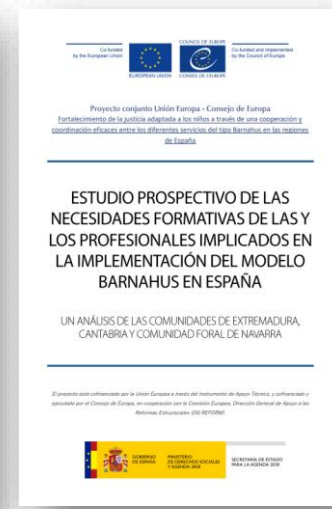 Co-funded
by the European Union
EUROPEAN UNION
COUNCIL OF EUROPE
CONSEIL DE L'EUROPE
Co-funded and implemented
by the Council of Europe
Proyecto conjunto Unión Europa - Consejo de Europa
Fortalecimiento de la justicia adaptada a los niños a través de una cooperación y
coordinación eficaces entre los diferentes servicios del tipo Barnahus en las regiones
de España
ESTUDIO PROSPECTIVO DE LAS
NECESIDADES FORMATIVAS DE LAS Y
LOS PROFESIONALES IMPLICADOS EN
LA IMPLEMENTACIÓN DEL MODELO
BARNAHUS EN ESPAÑA
UN ANÁLISIS DE LAS COMUNIDADES DE EXTREMADURA,
CANTABRIA Y COMUNIDAD FORAL DE NAVARRA
El proyecto está cofinanciado por la Unión Europea a través del Instrumento de Apoyo Técnico, y cofinanciado y
ejecutado por el Consejo de Europa, en cooperación con la Comisión Europea, Dirección General de Apoyo a las
Reformas Estructurales (DG REFORM).
GOBIERNO
DE ESPAÑA
MINISTERIO
DE DERECHOS SOCIALES
Y AGENDA 2030
SECRETARÍA DE ESTADO
PARA LA AGENDA 2030